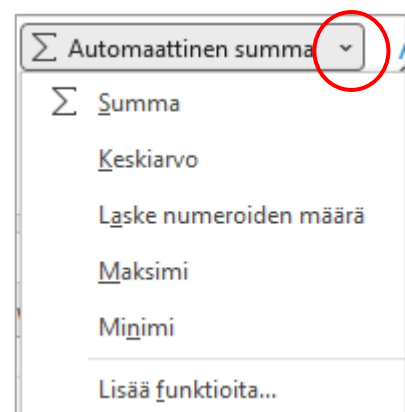 ∑ Automaattinen summa
∑ Summa
Keskiarvo
Laske numeroiden määrä
Maksimi
Minimi
Lisää funktioita...